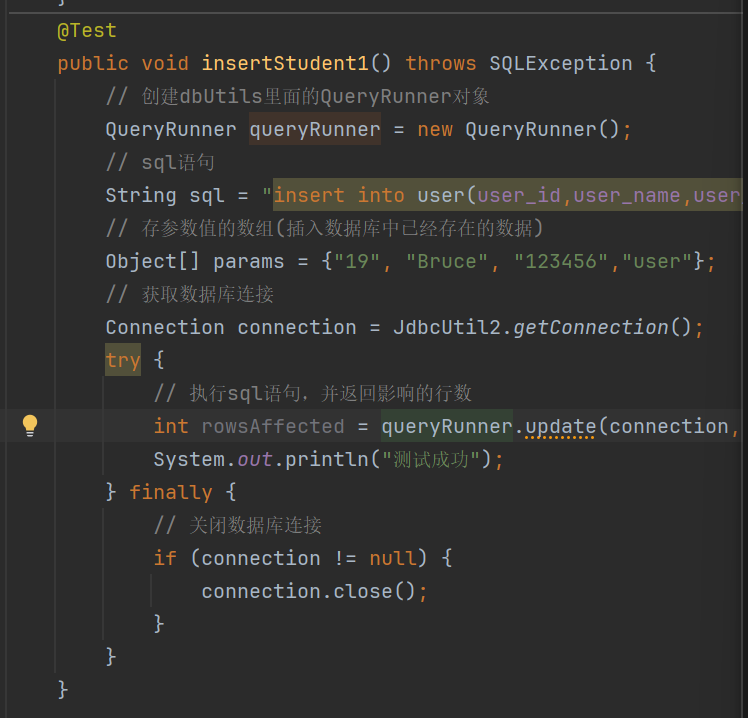 }
@Test
public void insertStudent1() throws SQLException {
// 创建dbUtils里面的QueryRunner对象
QueryRunner queryRunner = new QueryRunner();
// sql语句
String sql = "insert into user(user_id,user_name,user
// 存参数值的数组(插入数据库中已经存在的数据)
Object[] params = {"19", "Bruce", "123456","user"};
// 获取数据库连接
Connection connection = JdbcUtil2.getConnection();
try {
// 执行sql语句，并返回影响的行数
int rowsAffected = queryRunner.update(connection,
System.out.println("测试成功");
} finally {
// 关闭数据库连接
if (connection != null) {
connection.close();
}
}
}